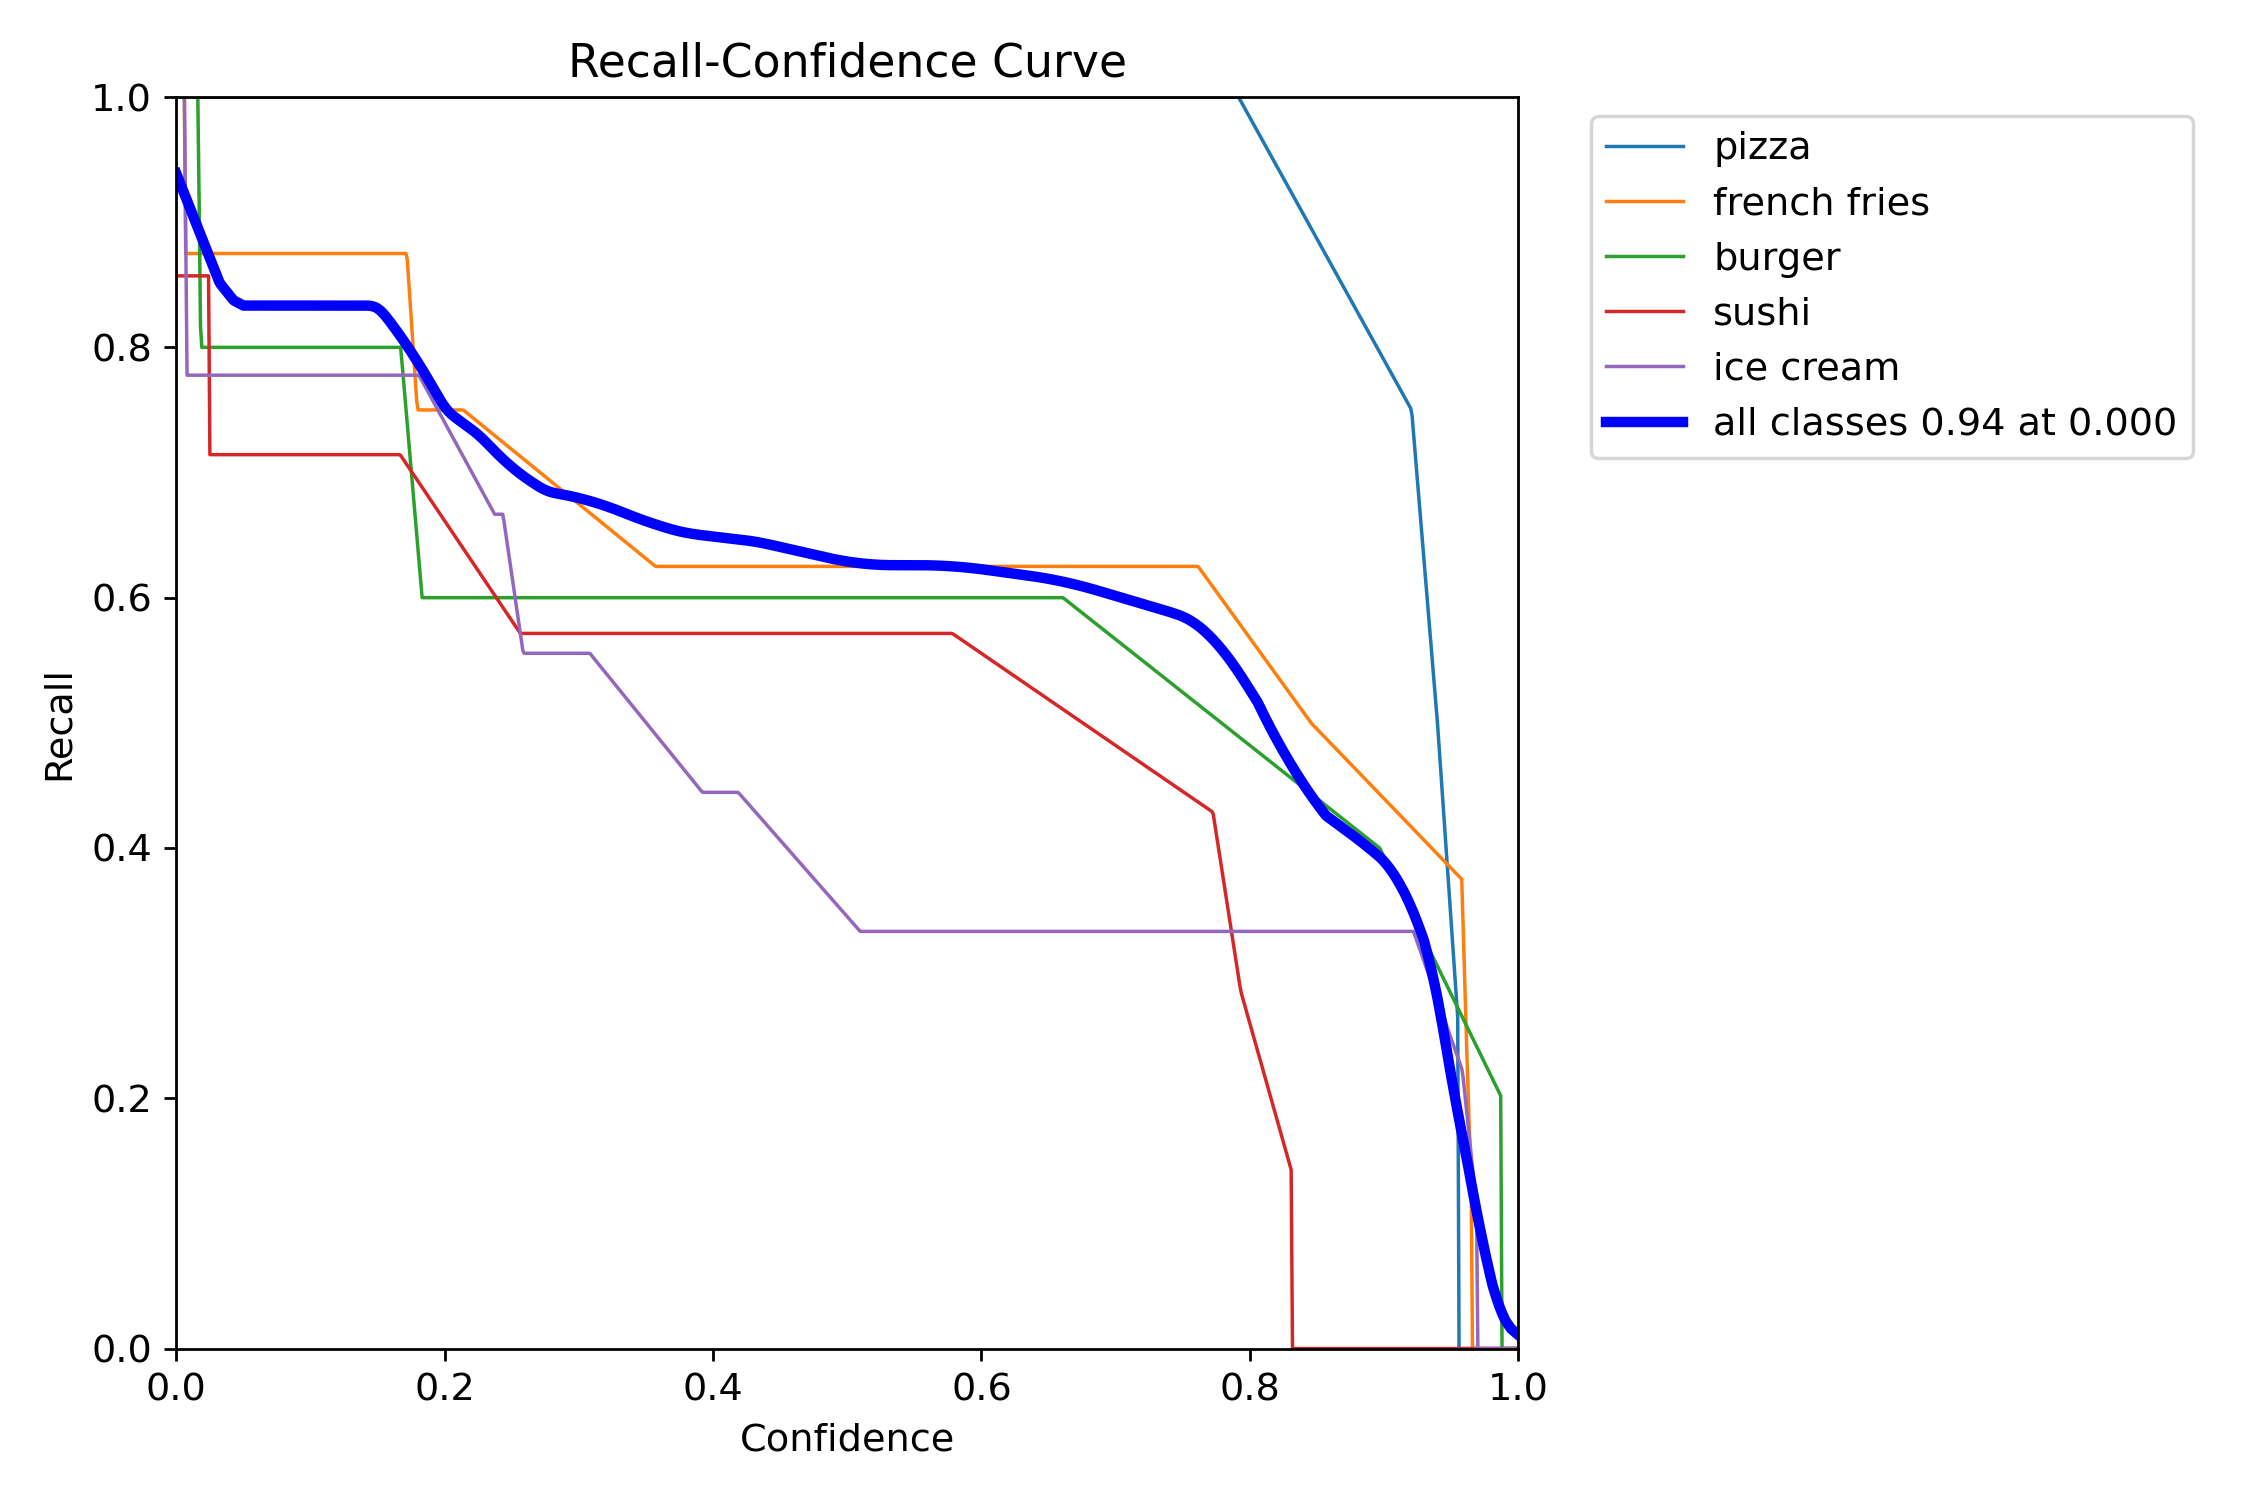 Recall-Confidence Curve
1.0
0.8
0.6
0.4
0.2
0.0
Recall
0.0 0.2 0.4 0.6 0.8 1.0
Confidence
pizza
french fries
burger
sushi
ice cream
all classes 0.94 at 0.000